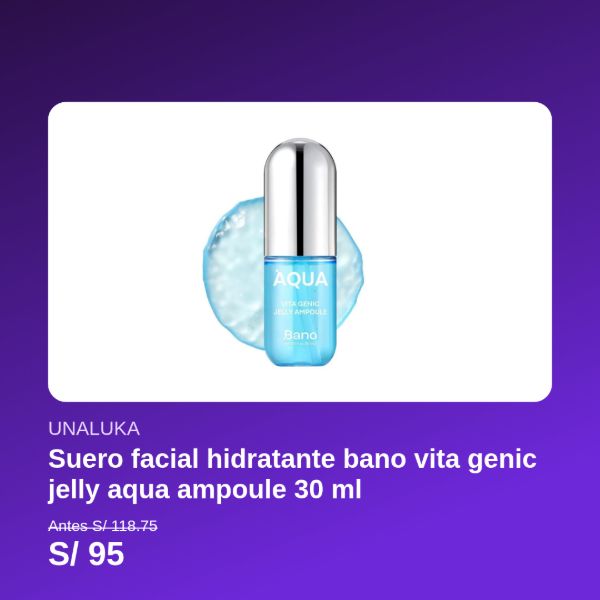 AQUA
VITA GENIC
JELLY AMPOULE
Bano
UNALUKA
Suero facial hidratante bano vita genic
jelly aqua ampoule 30 ml
Antes S/ 118.75
S/ 95